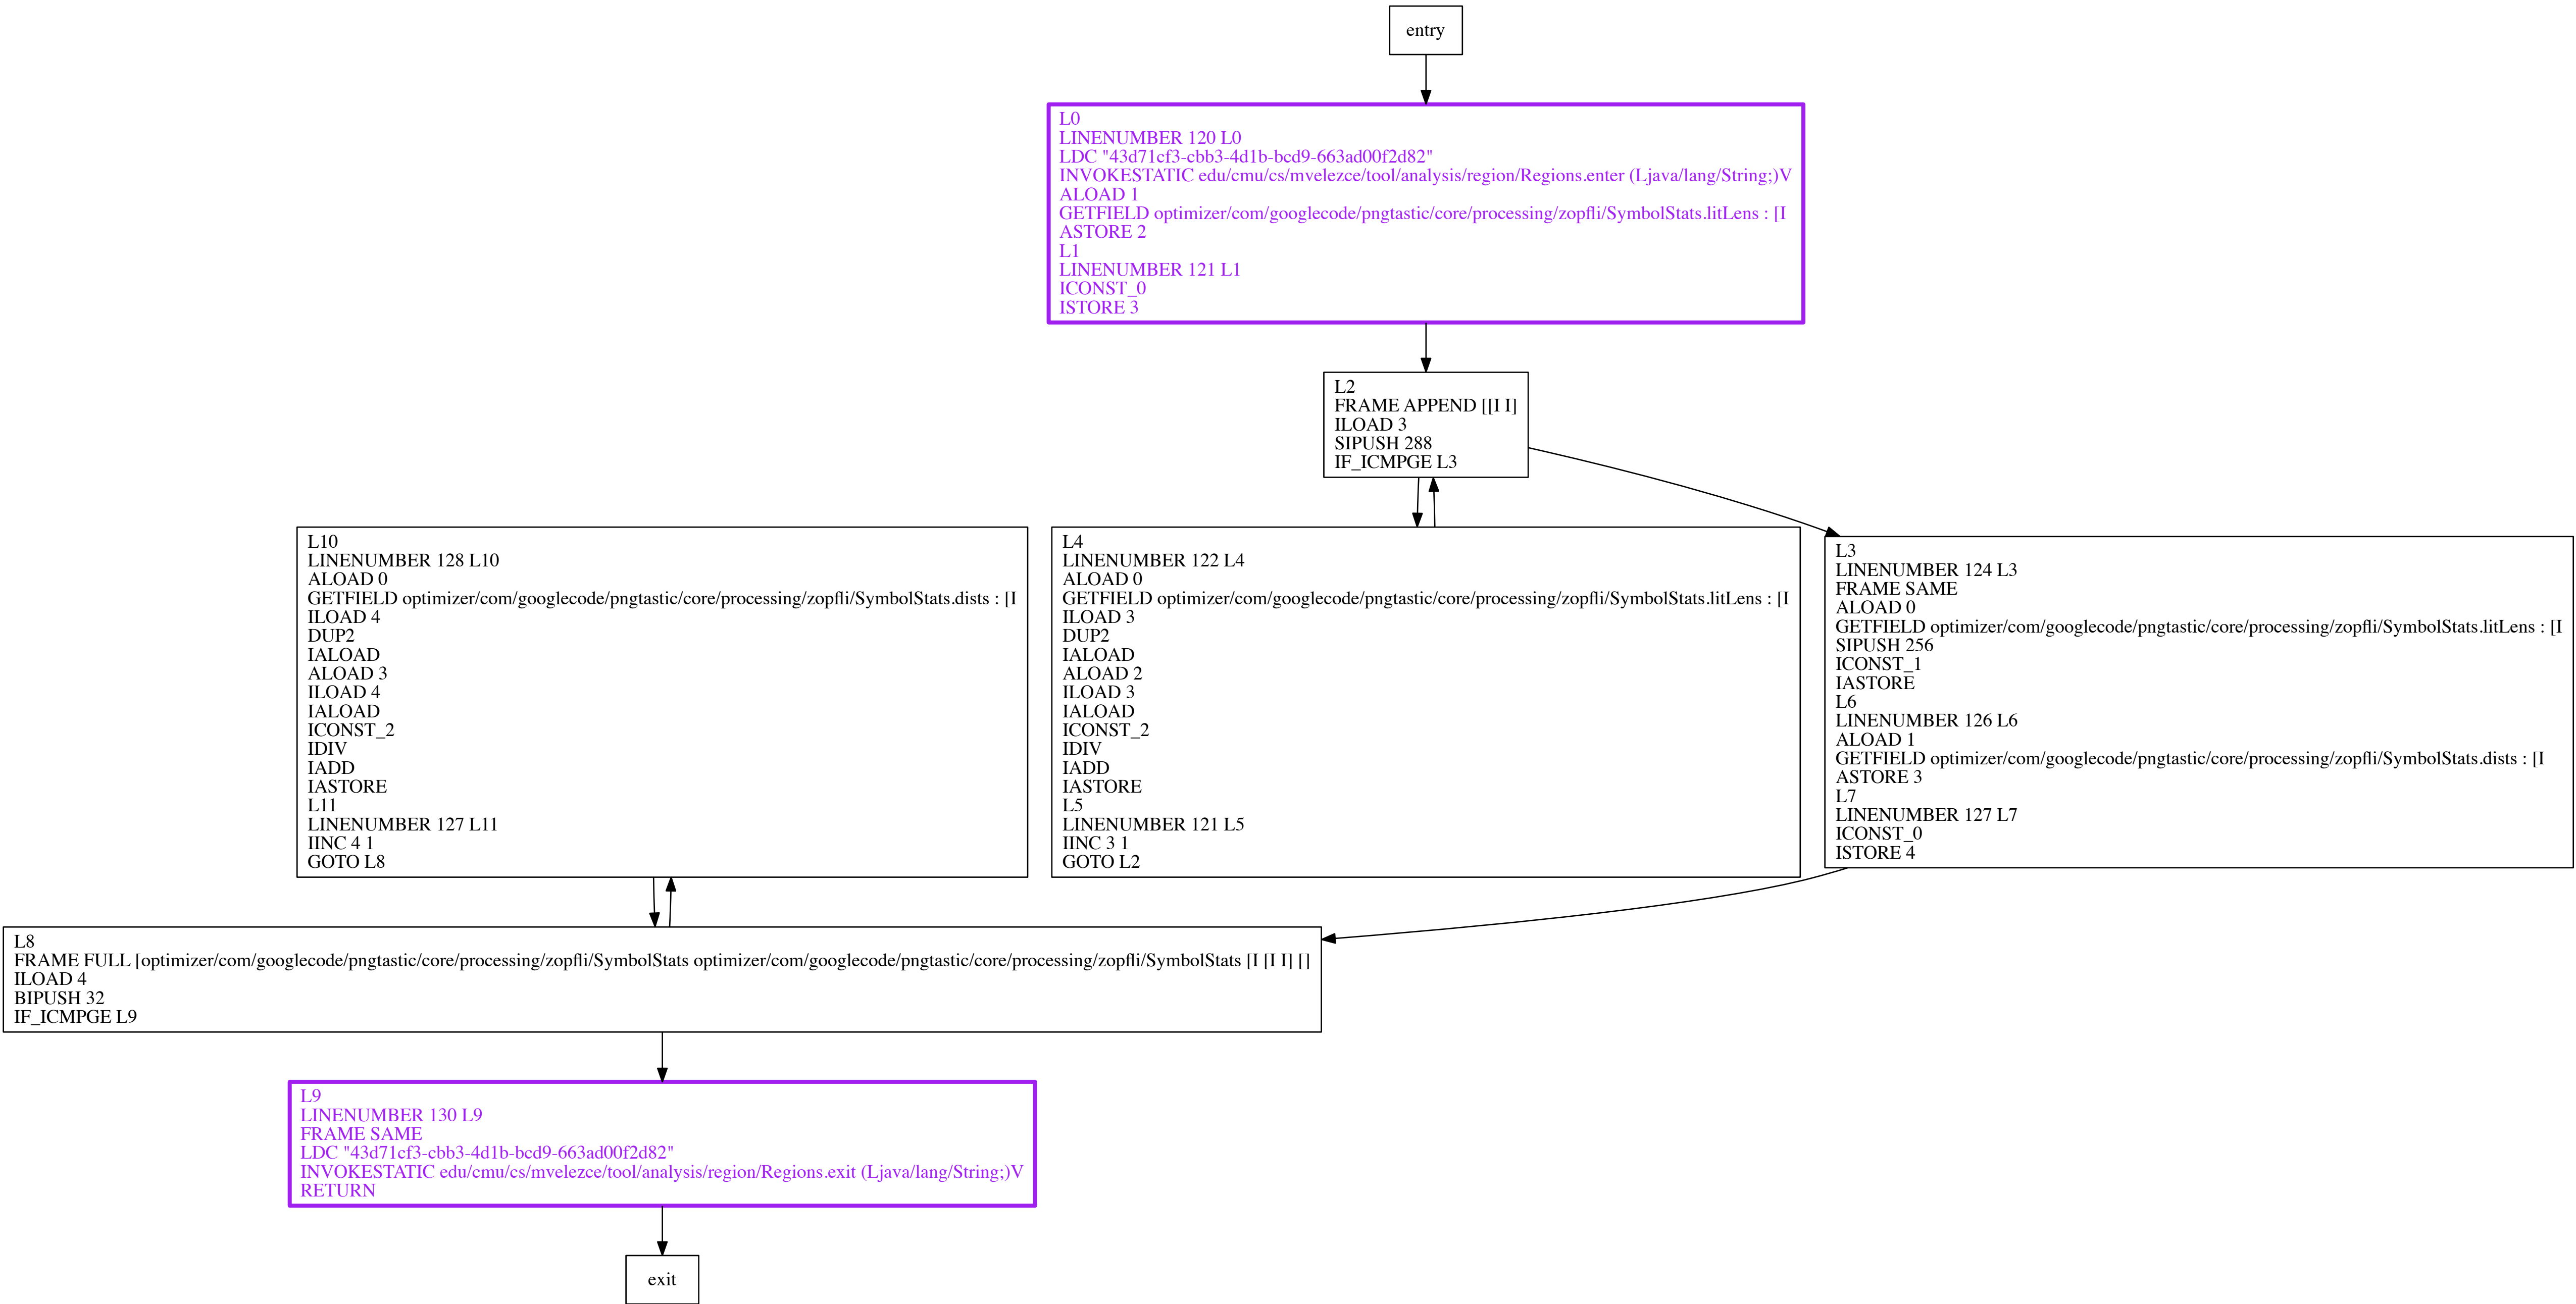 entry
L0
LINENUMBER 120 L0
LDC "43d71cf3-cbb3-4d1b-bcd9-663ad00f2d82"
INVOKESTATIC edu/cmu/cs/mvelezce/tool/analysis/region/Regions.enter (Ljava/lang/String;)V
ALOAD 1
GETFIELD optimizer/com/googlecode/pngtastic/core/processing/zopfli/SymbolStats.litLens : [I
ASTORE 2
L1
LINENUMBER 121 L1
ICONST_0
ISTORE 3
L2
FRAME APPEND [[I I]
ILOAD 3
SIPUSH 288
IF_ICMPGE L3
L10
LINENUMBER 128 L10
ALOAD 0
GETFIELD optimizer/com/googlecode/pngtastic/core/processing/zopfli/SymbolStats.dists : [I
ILOAD 4
DUP2
IALOAD
ALOAD 3
ILOAD 4
IALOAD
ICONST_2
IDIV
IADD
IASTORE
L11
LINENUMBER 127 L11
IINC 4 1
GOTO L8
L4
LINENUMBER 122 L4
ALOAD 0
GETFIELD optimizer/com/googlecode/pngtastic/core/processing/zopfli/SymbolStats.litLens : [I
ILOAD 3
DUP2
IALOAD
ALOAD 2
ILOAD 3
IALOAD
ICONST_2
IDIV
IADD
IASTORE
L5
LINENUMBER 121 L5
IINC 3 1
GOTO L2
L3
LINENUMBER 124 L3
FRAME SAME
ALOAD 0
GETFIELD optimizer/com/googlecode/pngtastic/core/processing/zopfli/SymbolStats.litLens : [I
SIPUSH 256
ICONST_1
IASTORE
L6
LINENUMBER 126 L6
ALOAD 1
GETFIELD optimizer/com/googlecode/pngtastic/core/processing/zopfli/SymbolStats.dists : [I
ASTORE 3
L7
LINENUMBER 127 L7
ICONST_0
ISTORE 4
L8
FRAME FULL [optimizer/com/googlecode/pngtastic/core/processing/zopfli/SymbolStats optimizer/com/googlecode/pngtastic/core/processing/zopfli/SymbolStats [I [I I] []
ILOAD 4
BIPUSH 32
IF_ICMPGE L9
L9
LINENUMBER 130 L9
FRAME SAME
LDC "43d71cf3-cbb3-4d1b-bcd9-663ad00f2d82"
INVOKESTATIC edu/cmu/cs/mvelezce/tool/analysis/region/Regions.exit (Ljava/lang/String;)V
RETURN
exit